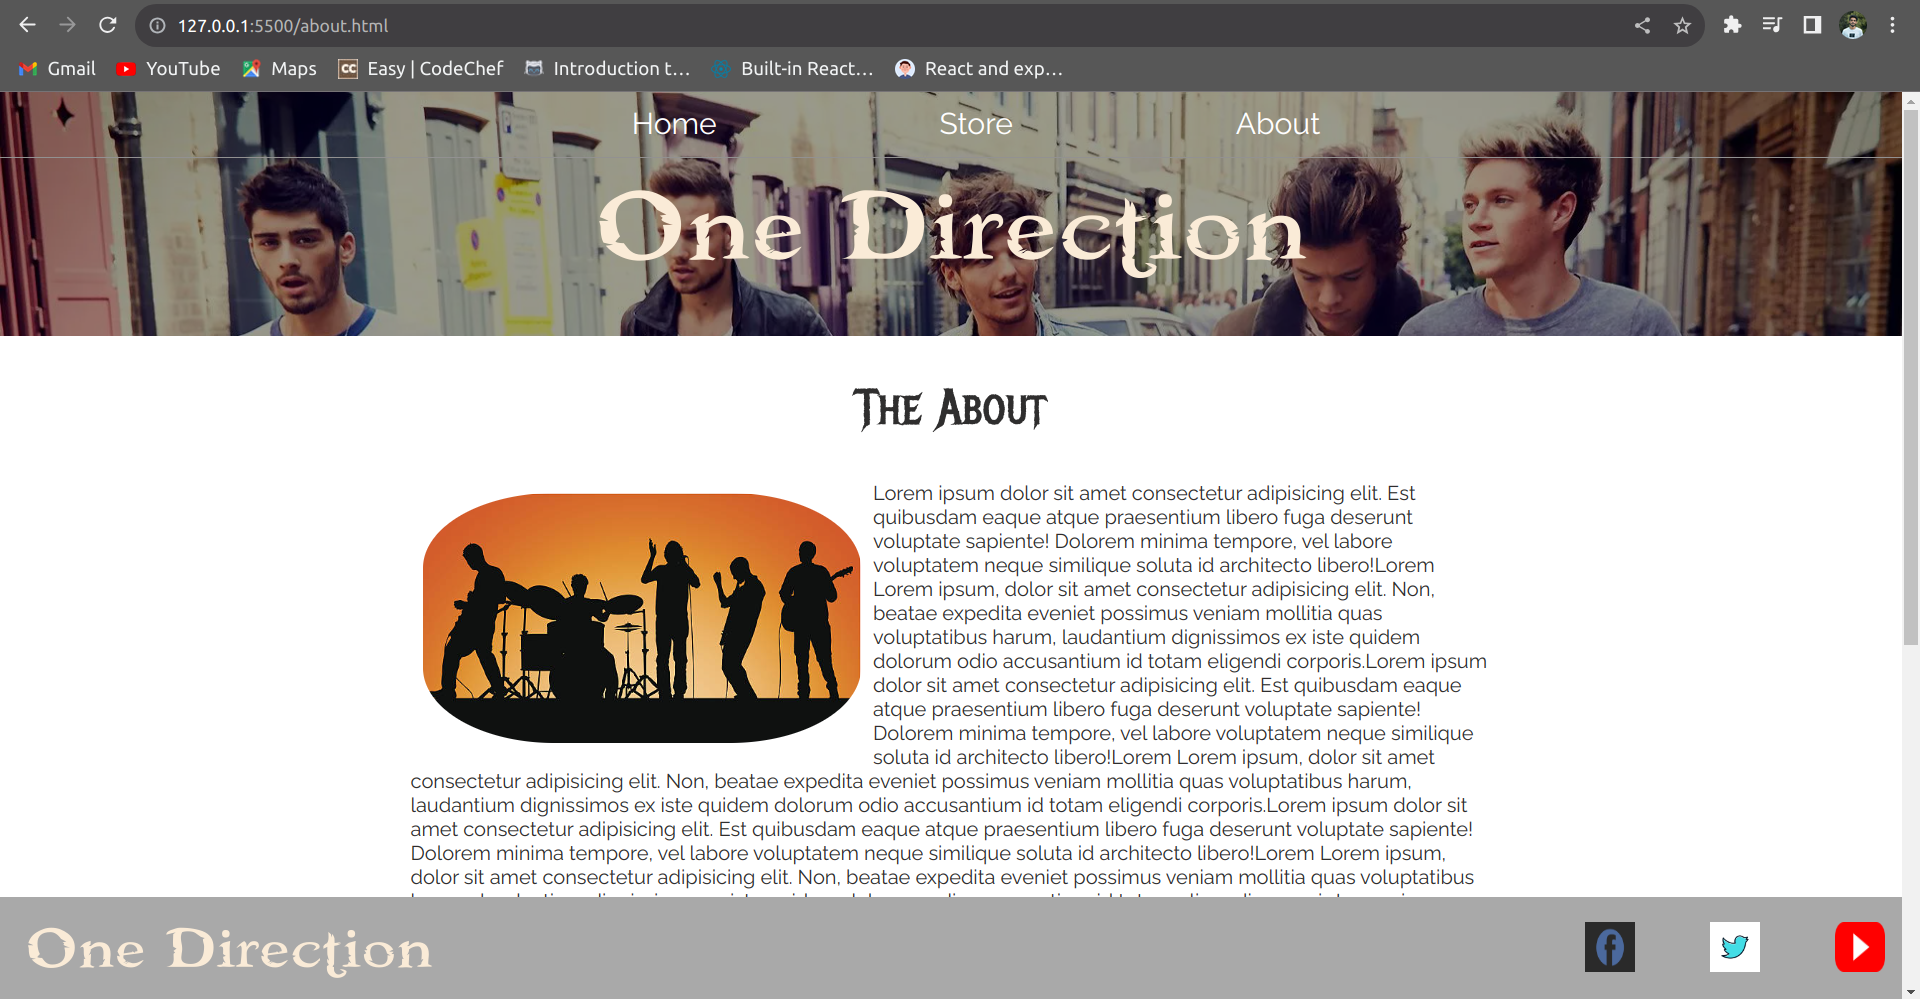 127.0.0.1:5500/about.html
Gmail YouTube Maps Easy | CodeChef Introduction t... Built-in React... React and exp...
Home Store About
One Direction
The About
Lorem ipsum dolor sit amet consectetur adipisicing elit. Est
quibusdam eaque atque praesentium libero fuga deserunt
voluptate sapiente! Dolorem minima tempore, vel labore
voluptatem neque similique soluta id architecto libero!Lorem
Lorem ipsum, dolor sit amet consectetur adipisicing elit. Non,
beatae expedita eveniet possimus veniam mollitia quas
voluptatibus harum, laudantium dignissimos ex iste quidem
dolorum odio accusantium id totam eligendi corporis.Lorem ipsum
dolor sit amet consectetur adipisicing elit. Est quibusdam eaque
atque praesentium libero fuga deserunt voluptate sapiente!
Dolorem minima tempore, vel labore voluptatem neque similique
soluta id architecto libero!Lorem Lorem ipsum, dolor sit amet
consectetur adipisicing elit. Non, beatae expedita eveniet possimus veniam mollitia quas voluptatibus harum,
laudantium dignissimos ex iste quidem dolorum odio accusantium id totam eligendi corporis.Lorem ipsum dolor sit
amet consectetur adipisicing elit. Est quibusdam eaque atque praesentium libero fuga deserunt voluptate sapiente!
Dolorem minima tempore, vel labore voluptatem neque similique soluta id architecto libero!Lorem Lorem ipsum,
dolor sit amet consectetur adipisicing elit. Non, beatae expedita eveniet possimus veniam mollitia quas voluptatibus
One Direction